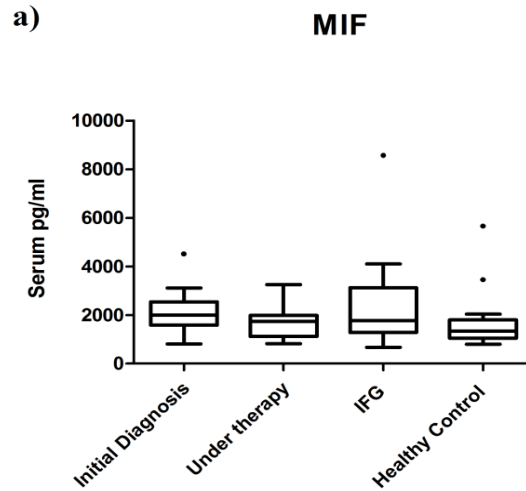 a)
MIF
Serum pg/ml
10000
8000
6000
4000
2000
0
Initial Diagnosis
Under therapy
IFG
Healthy Control